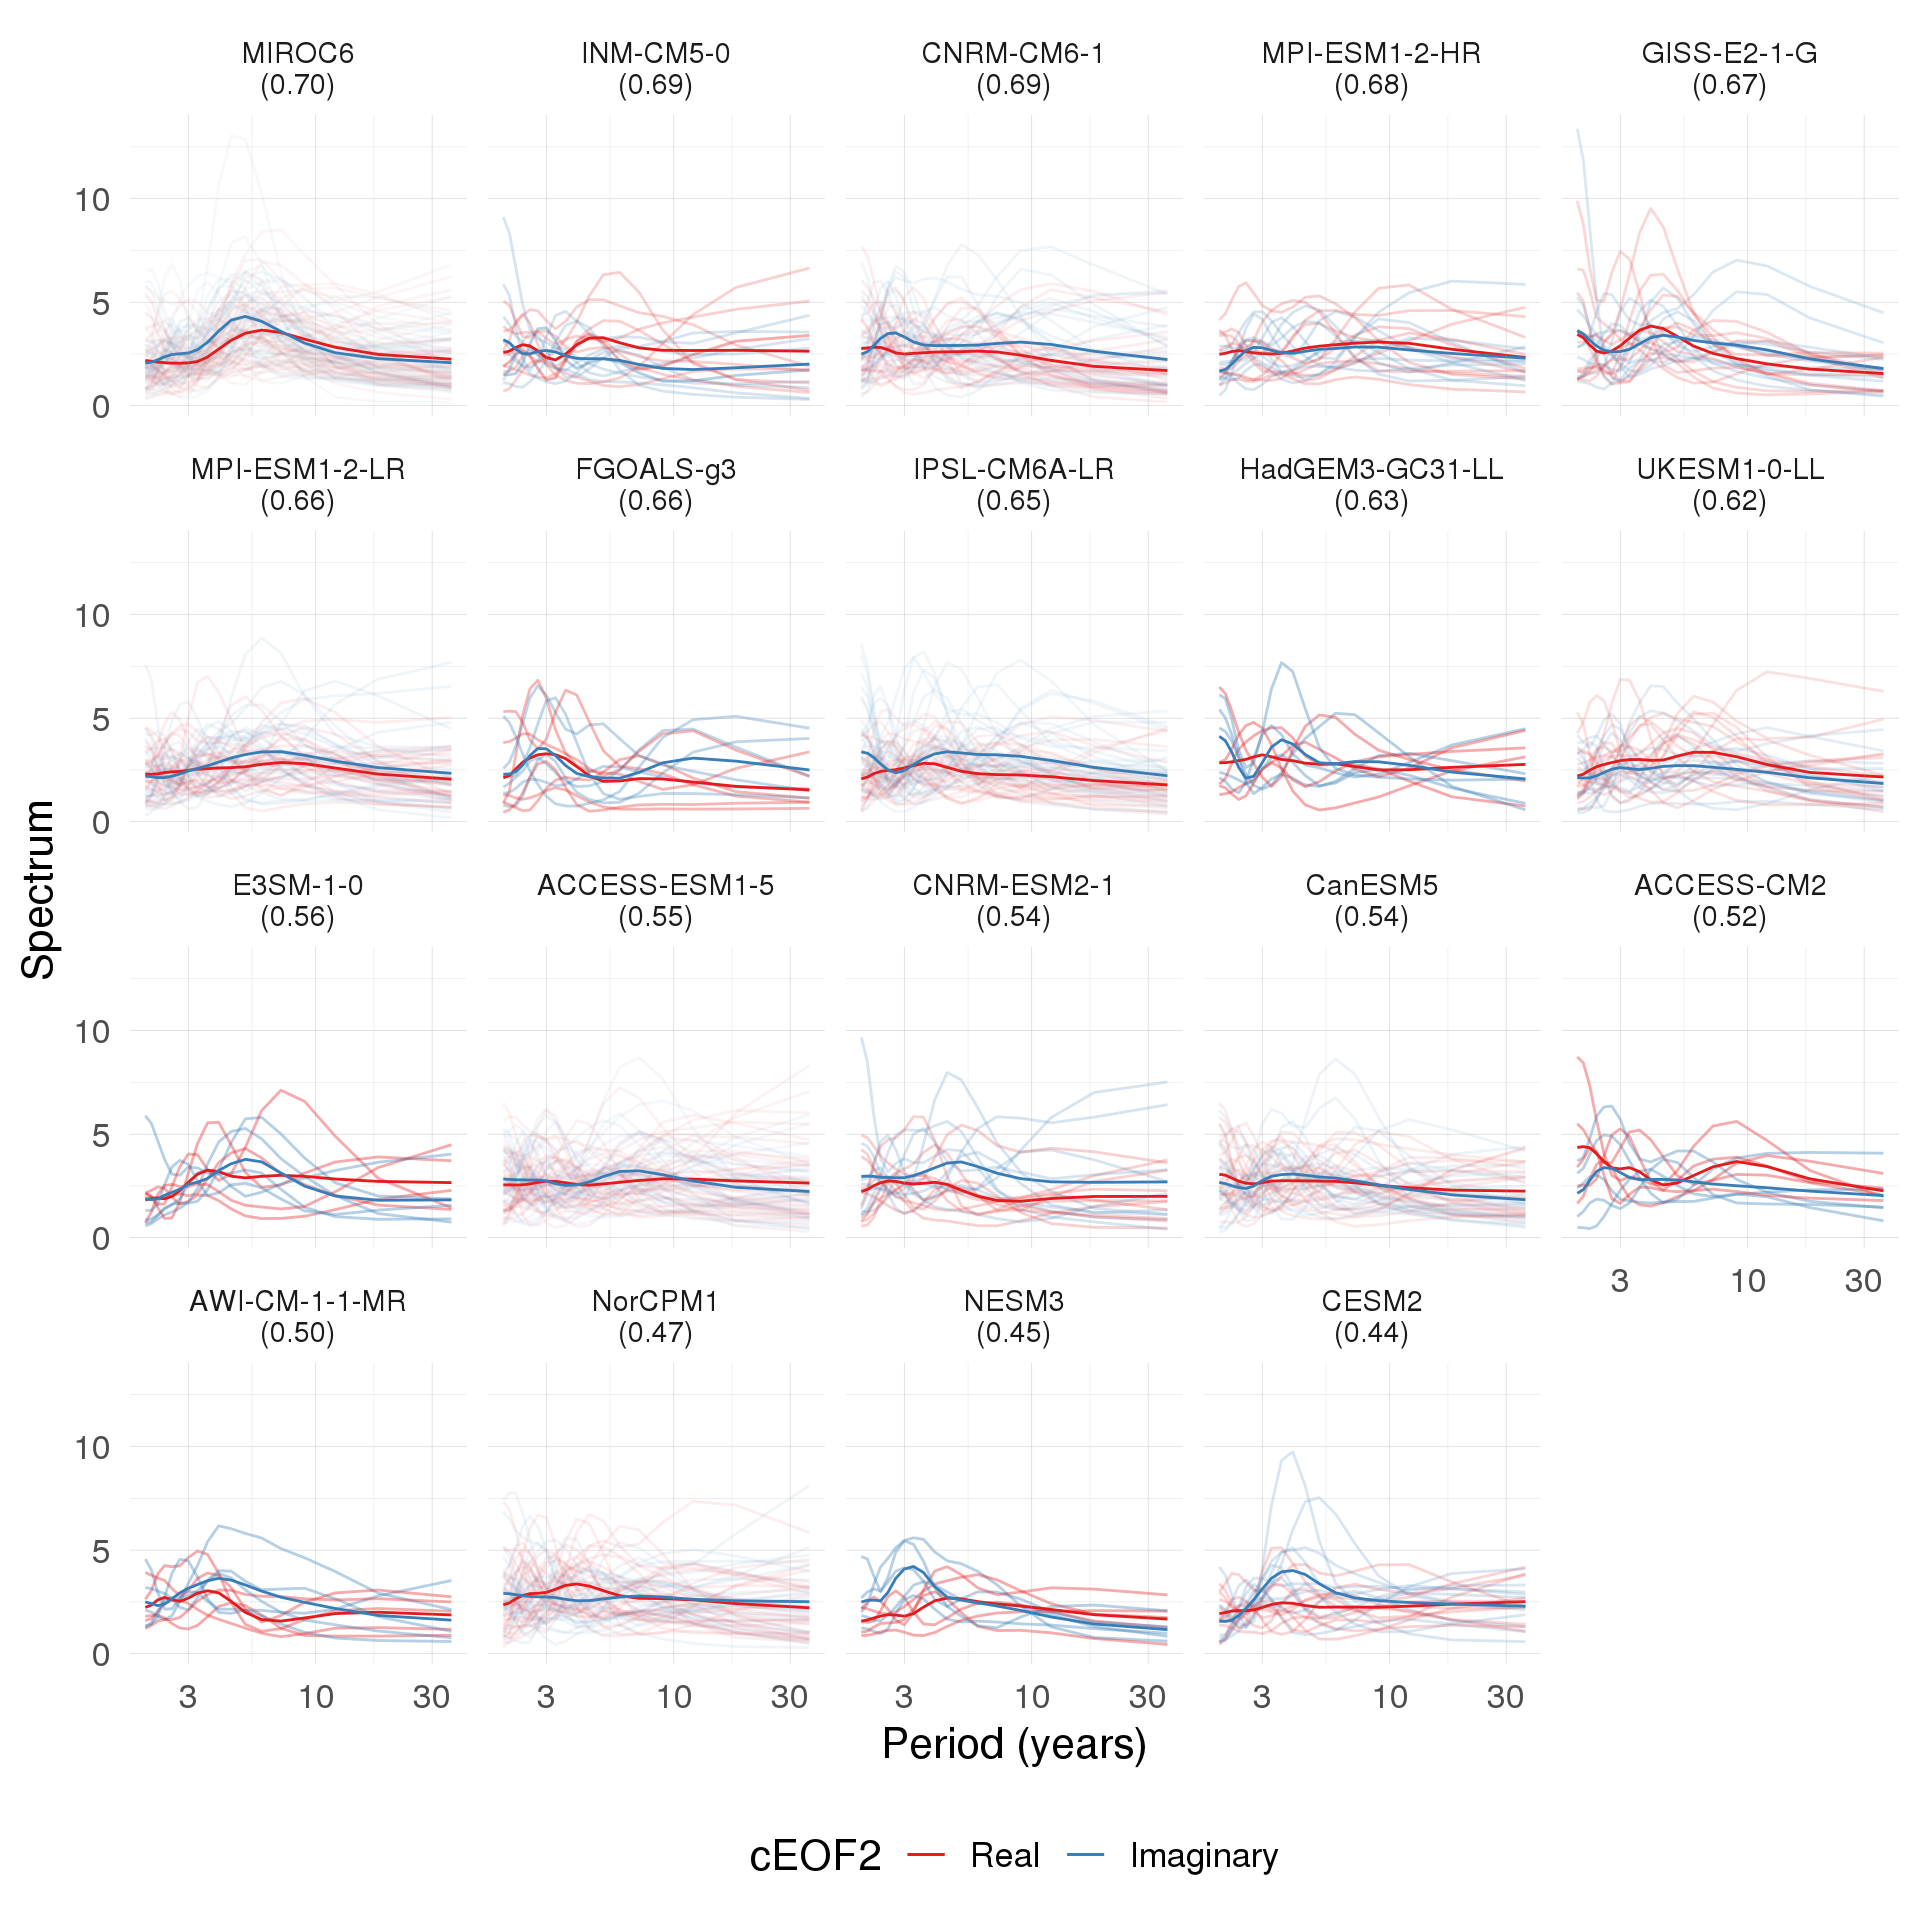 MIROC6
(0.70)
INM-CM5-0
(0.69)
CNRM-CM6-1
(0.69)
MPI-ESM1-2-HR
(0.68)
GISS-E2-1-G
(0.67)
10
5
0
MPI-ESM1-2-LR
(0.66)
FGOALS-g3
(0.66)
IPSL-CM6A-LR
(0.65)
HadGEM3-GC31-LL
(0.63)
UKESM1-0-LL
(0.62)
10
5
0
Spectrum
E3SM-1-0
(0.56)
ACCESS-ESM1-5
(0.55)
CNRM-ESM2-1
(0.54)
CanESM5
(0.54)
ACCESS-CM2
(0.52)
10
5
0
3 10 30
AWI-CM-1-1-MR
(0.50)
NorCPM1
(0.47)
NESM3
(0.45)
CESM2
(0.44)
10
5
0
3 10 30
3 10 30
3 10 30
3 10 30
Period (years)
cEOF2 Real Imaginary